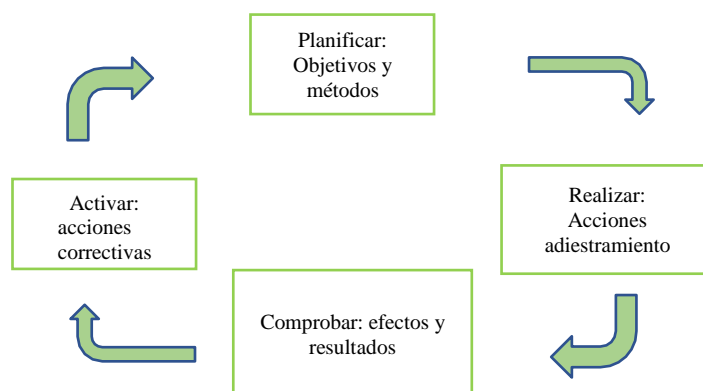 Planificar:
Objetivos y
métodos
Realizar:
Acciones
adiestramiento
Comprobar: efectos y
resultados
Activar:
acciones
correctivas